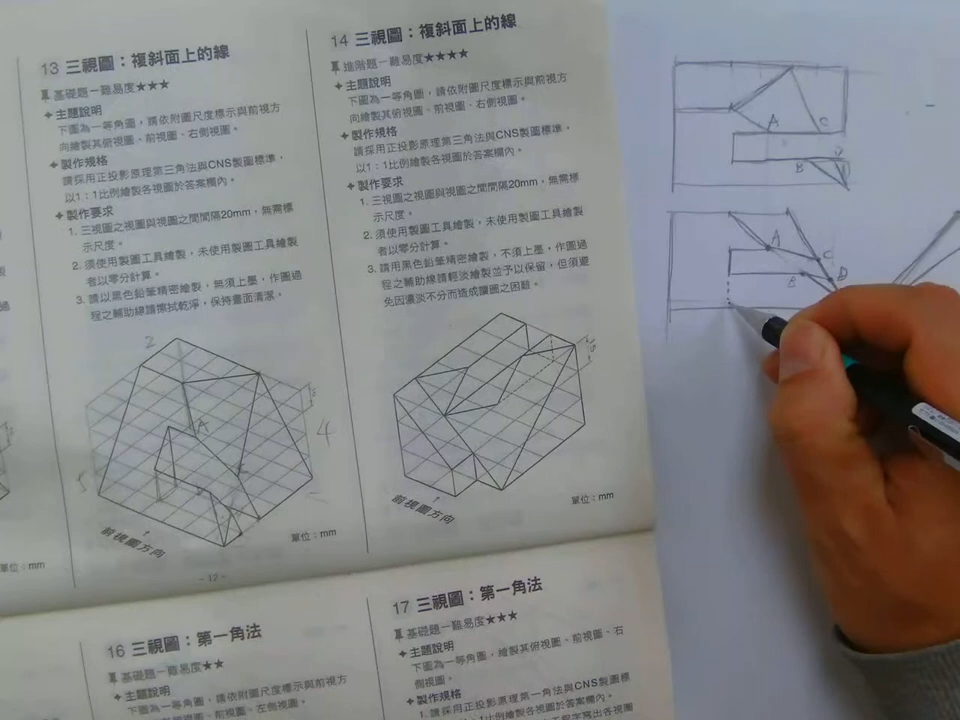 13 三視圖：複斜面上的線
基礎題－難易度★★★
主題說明
下圖為一等角圖，請依附圖尺度標示與前視方
向繪製其俯視圖、前視圖、右側視圖。
製作規格
請採用正投影原理第三角法與CNS製圖標準，
以1：1比例繪製各視圖於答案欄內。
製作要求
1. 三視圖之視圖與視圖之間間隔20mm，無需標
示尺度。
2. 須使用製圖工具繪製，未使用製圖工具繪製
者以零分計算。
3. 請以黑色鉛筆精密繪製，無須上墨，作圖過
程之輔助線請擦拭乾淨，保持畫面清潔。
2
A
4
5
前視圖方向
單位：mm
單位：mm
- 17 -
14 三視圖：複斜面上的線
進階題－難易度★★★★
主題說明
下圖為一等角圖，請依附圖尺度標示與前視方
向繪製其俯視圖、前視圖、右側視圖。
製作規格
請採用正投影原理第三角法與CNS製圖標準，
以1：1比例繪製各視圖於答案欄內。
製作要求
1. 三視圖之視圖與視圖之間間隔20mm，無需標
示尺度。
2. 須使用製圖工具繪製，未使用製圖工具繪製
者以零分計算。
3. 請用黑色鉛筆精密繪製，不須上墨，作圖過
程之輔助線請輕淡繪製並予以保留，但須避
免因濃淡不分而造成讀圖之困難。
前視圖方向
單位：mm
16 三視圖：第一角法
基礎題－難易度★★
主題說明
下圖為一等角圖，請依附圖尺度標示與前視方
17 三視圖：第一角法
基礎題－難易度★★★
主題說明
下圖為一等角圖，繪製其俯視圖、前視圖、右
側視圖。
製作規格
A
C
D
B
A
C
B
D